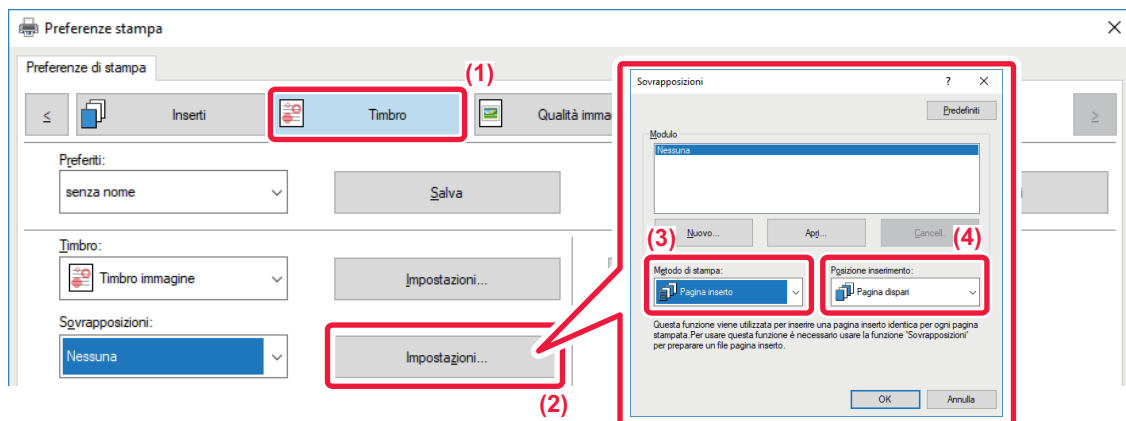 Preferenze stampa
Preferenze di stampa
(1)
<
Inserti
Timbro
Qualità imma
>
Preferiti:
senza nome
Salva
Timbro:
Timbro immagine
Impostazioni...
Sovrapposizioni:
Nessuna
Impostazioni...
(2)
Sovrapposizioni
?
Predefiniti
Modulo
Nessuna
Nuovo...
Apri...
Cancell.
(3)
(4)
Metodo di stampa:
Pagina inserto
Posizione inserimento:
Pagina dispari
Questa funzione viene utilizzata per inserire una pagina inserto identica per ogni pagina
stampata.Per usare questa funzione è necessario usare la funzione 'Sovrapposizioni'
per preparare un file pagina inserto.
OK
Annulla